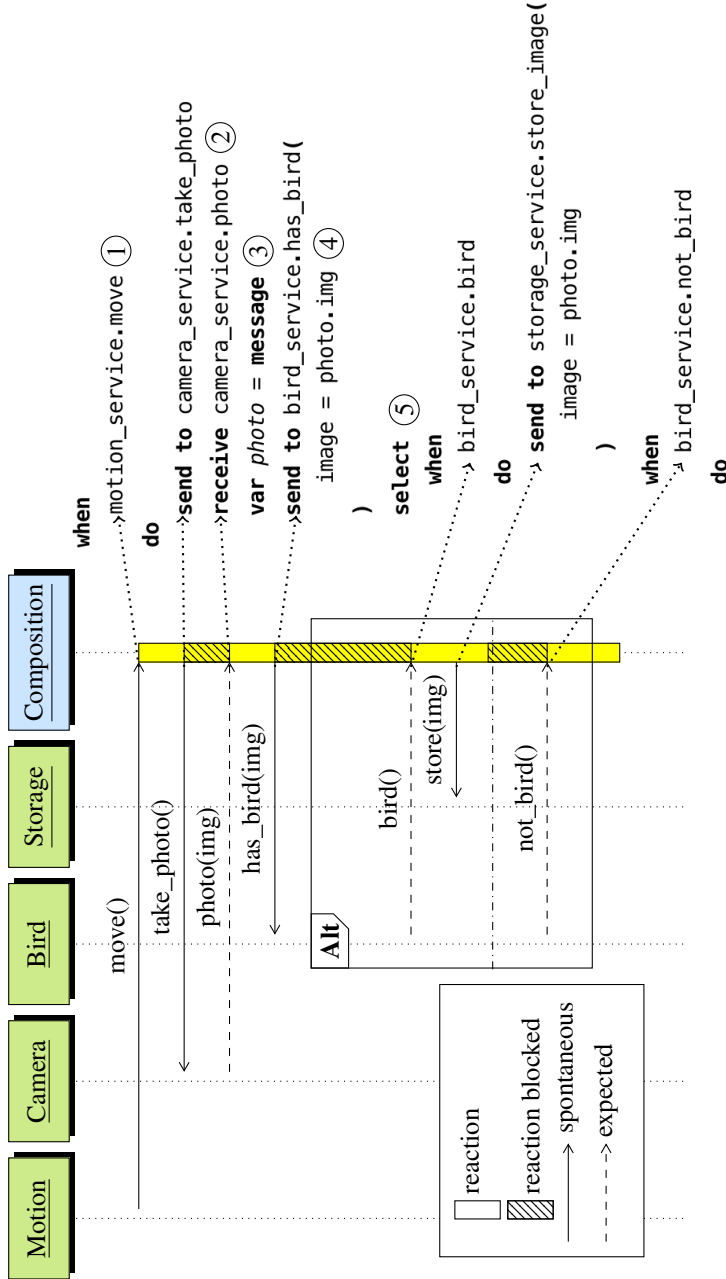 Motion
Camera
Bird
Storage
Composition
move()
take_photo()
photo(img)
has_bird(img)
Alt
bird()
store(img)
not_bird()
reaction
reaction blocked
spontaneous
expected
when
motion_service.move ①
do
send to camera_service.take_photo
receive camera_service.photo ②
var photo = message ③
send to bird_service.has_bird(
image = photo.img ④
)
select ⑤
when
bird_service.bird
do
send to storage_service.store_image(
image = photo.img
)
when
bird_service.not_bird
do